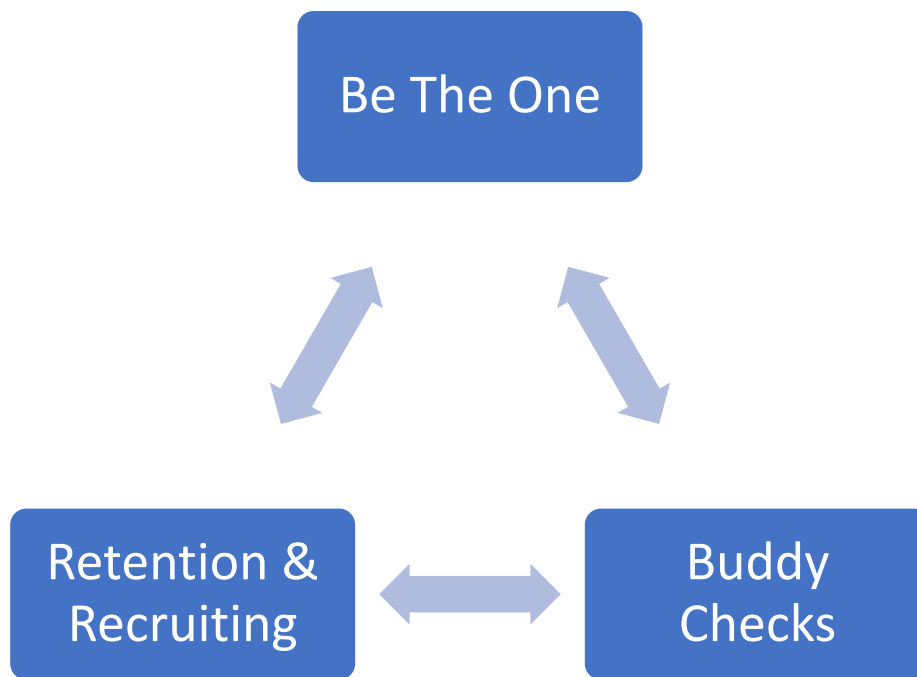 Be The One
Retention &
Recruiting
Buddy
Checks